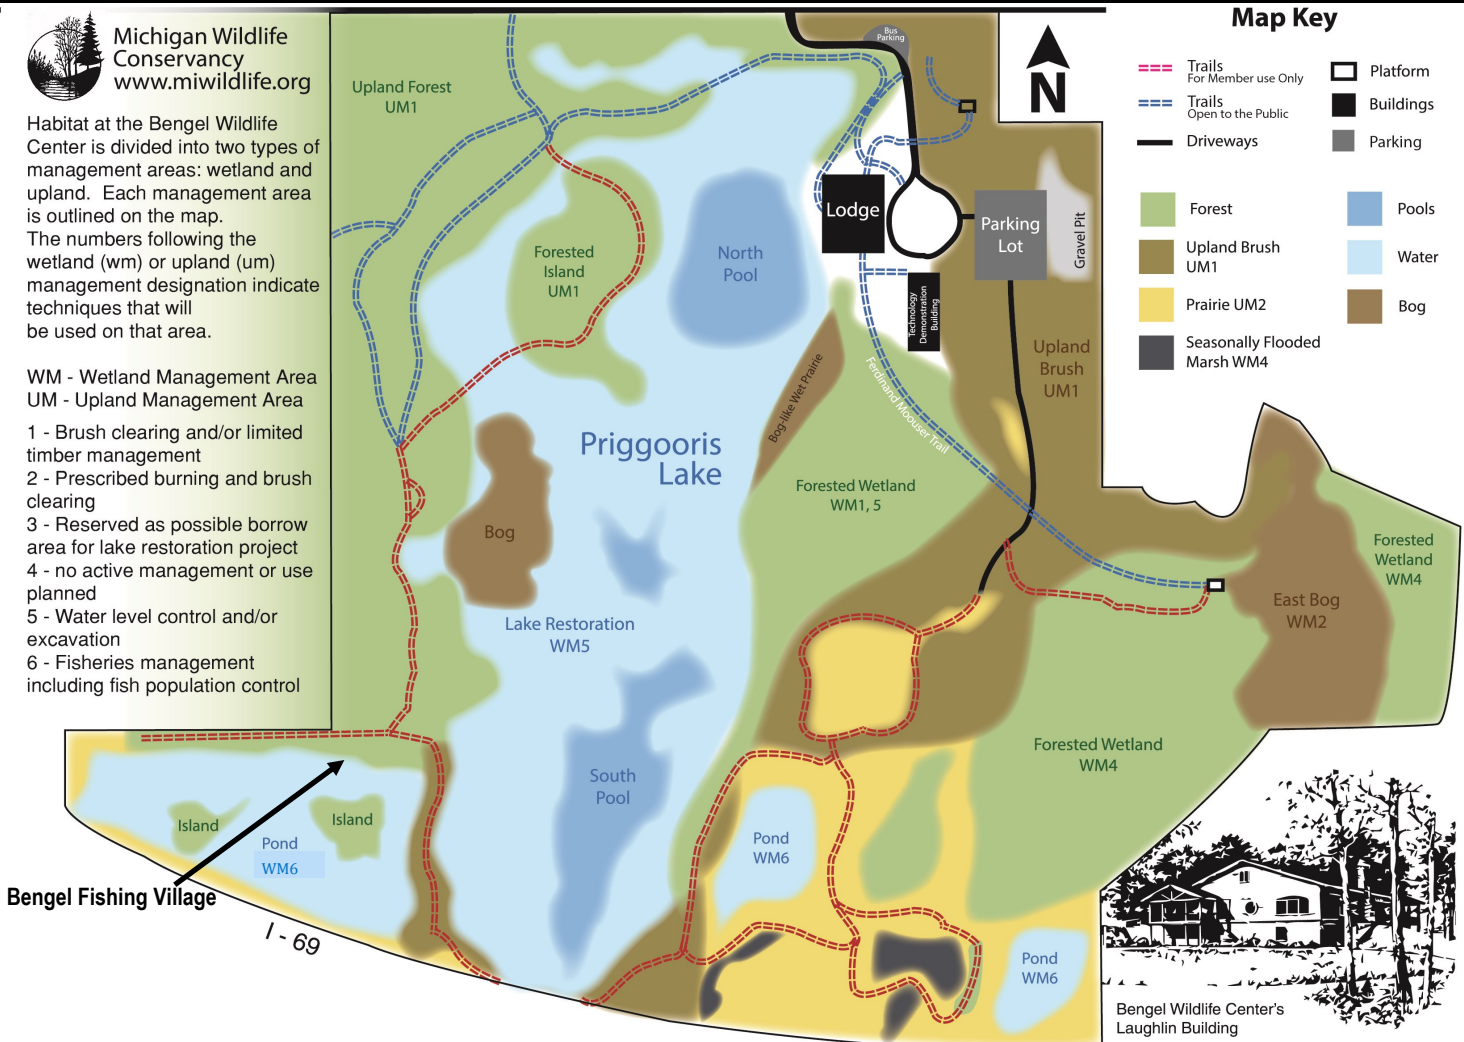 Michigan Wildlife
Conservancy
www.miwildlife.org
Habitat at the Bengel Wildlife
Center is divided into two types of
management areas: wetland and
upland.  Each management area
is outlined on the map.
The numbers following the
wetland (wm) or upland (um)
management designation indicate
techniques that will
be used on that area.
WM - Wetland Management Area
UM - Upland Management Area
1 - Brush clearing and/or limited
timber management
2 - Prescribed burning and brush
clearing
3 - Reserved as possible borrow
area for lake restoration project
4 - no active management or use
planned
5 - Water level control and/or
excavation
6 - Fisheries management
including fish population control
Upland Forest
UM1
Bus
Parking
N
Map Key
Trails
For Member use Only
Trails
Open to the Public
Driveways
Platform
Buildings
Parking
Forest
Upland Brush
UM1
Prairie UM2
Seasonally Flooded
Marsh WM4
Pools
Water
Bog
Forested
Island
UM1
North
Pool
Lodge
Parking
Lot
Gravel Pit
Technology
Demonstration
Building
Upland
Brush
UM1
Bog-like Wet Prairie
Ferdinand Moouser Trail
Priggooris
Lake
Forested Wetland
WM1, 5
Bog
Lake Restoration
WM5
Forested
Wetland
WM4
East Bog
WM2
Forested Wetland
WM4
South
Pool
Island
Island
Pond
WM6
Pond
WM6
Pond
WM6
Bengel Fishing Village
I - 69
Bengel Wildlife Center's
Laughlin Building